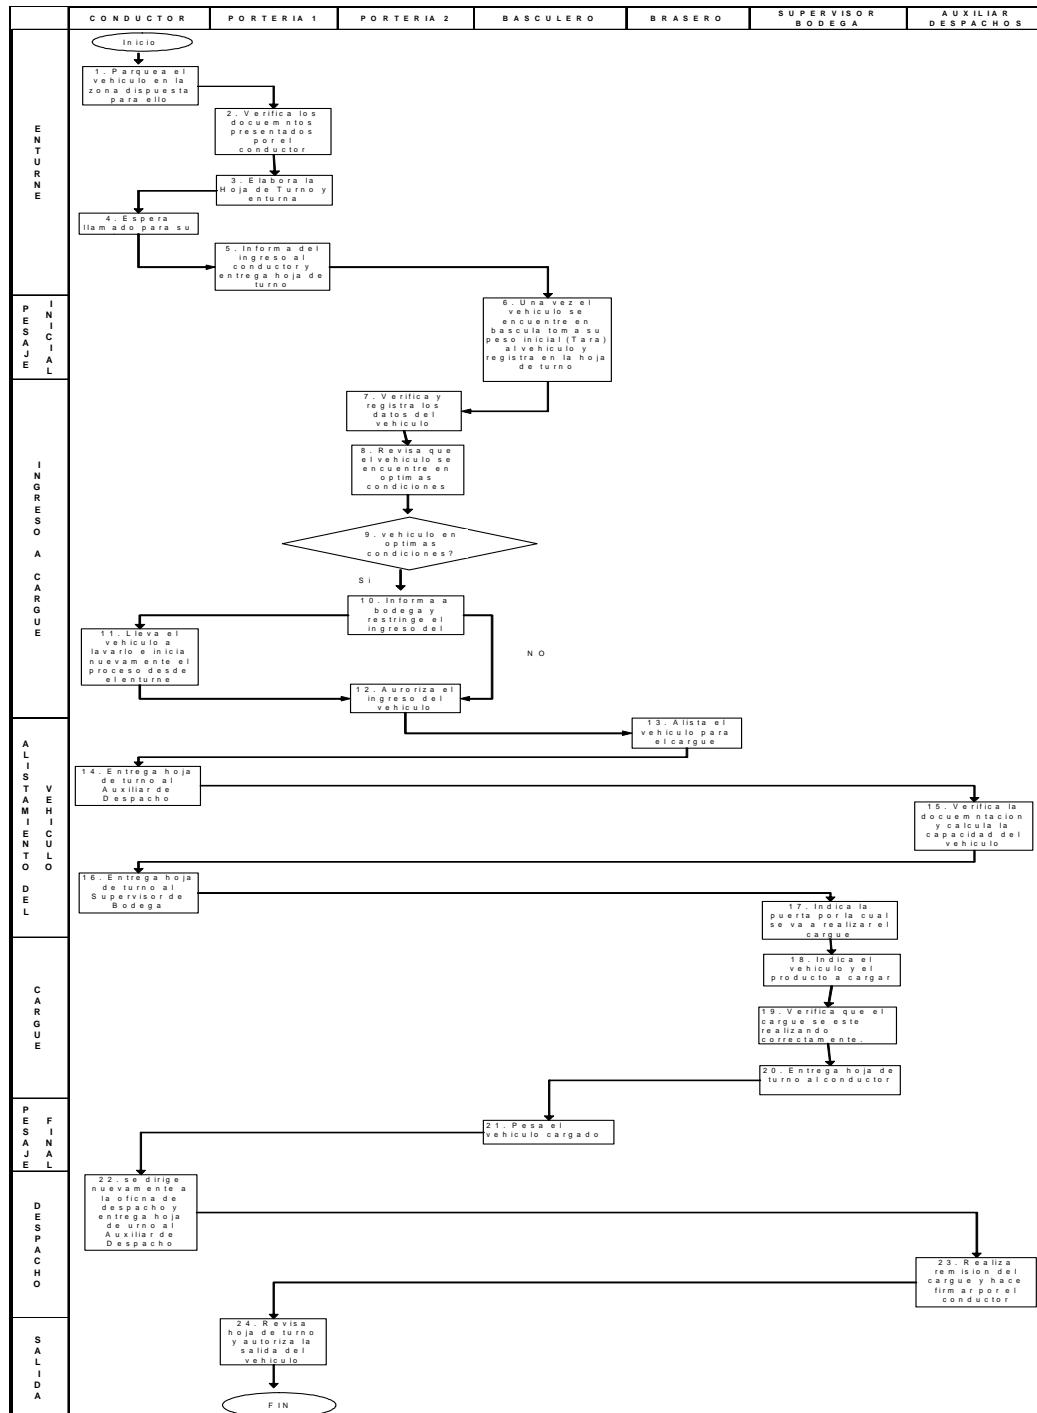 CONDUCTOR
PORTERIA 1
PORTERIA 2
BASCULERO
BRASERO
SUPERVISOR
BODEGA
AUXILIAR
DESPACHOS
ENTURNE
Inicio
1. Parquea el
vehiculo en la
zona dispuesta
para ello
2. Verifica los
docuemntos
presentados
por el
conductor
3. Elabora la
Hoja de Turno y
enturna
4. Espera
llamado para su
5. Informa del
ingreso al
conductor y
entrega hoja de
turno
PESAJE
INICIAL
6. Una vez el
vehiculo se
encuentre en
bascula toma su
peso inicial (Tara)
al vehiculo y
registra en la hoja
de turno
INGRESO A CARGUE
7. Verifica y
registra los
datos del
vehiculo
8. Revisa que
el vehiculo se
encuentre en
optimas
condiciones
9. vehiculo en
optimas
condiciones?
Si
10. Informa a
bodega y
restringe el
ingreso del
11. Lleva el
vehiculo a
lavarlo e inicia
nuevamente el
proceso desde
el enturne
NO
12. Auroriza el
ingreso del
vehiculo
ALISTAMIENTO DEL
VEHICULO
13. Alista el
vehiculo para
el cargue
14. Entrega hoja
de turno al
Auxiliar de
Despacho
15. Verifica la
docuemntacion
y calcula la
capacidad del
vehiculo
16. Entrega hoja
de turno al
Supervisor de
Bodega
17. Indica la
puerta por la cual
se va a realizar el
cargue
CARGUE
18. Indica el
vehiculo y el
producto a cargar
19. Verifica que el
cargue se este
realizando
correctamente.
20. Entrega hoja de
turno al conductor
PESAJE
FINAL
21. Pesa el
vehiculo cargado
DESPACHO
22. se dirige
nuevamente a
la oficna de
despacho y
entrega hoja
de urno al
Auxiliar de
Despacho
23. Realiza
remision del
cargue y hace
firmar por el
conductor
SALIDA
24. Revisa
hoja de turno
y autoriza la
salida del
vehiculo
FIN